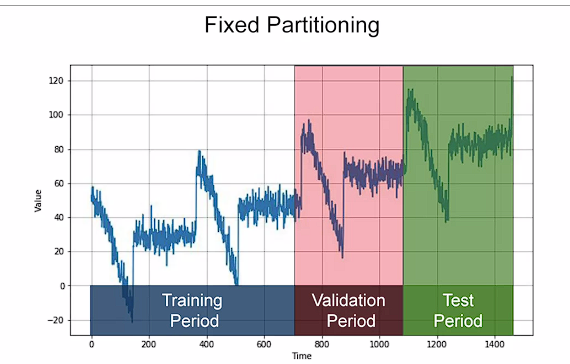 Fixed Partitioning
120
100
80
60
40
20
0
−20
Value
Training
Period
Validation
Period
Test
Period
0
200
400
600
800
1000
1200
1400
Time